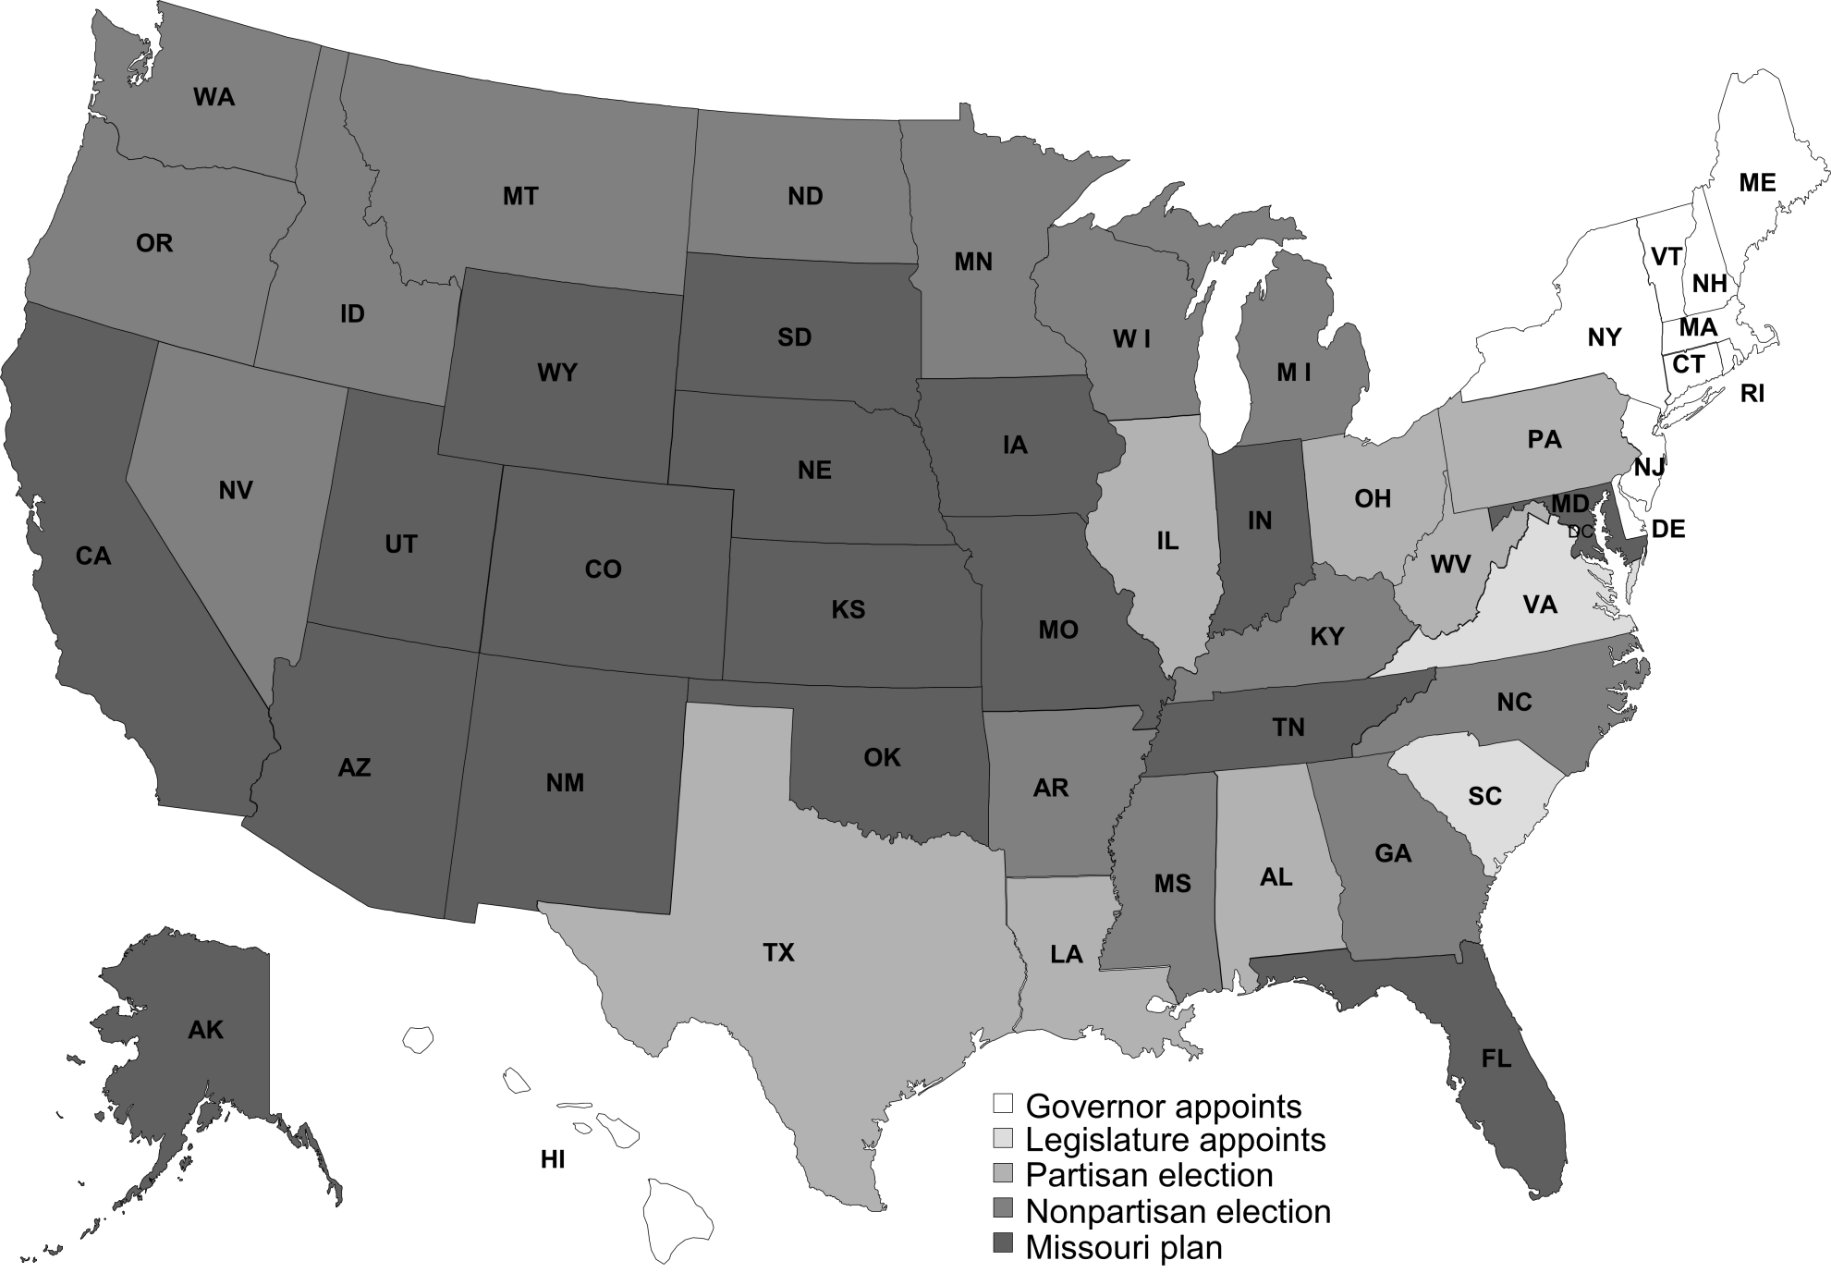 WA
ME
MT
ND
VT
OR
MN
NH
ID
MA
SD
W I
NY
CT
WY
M I
RI
PA
IA
NE
NJ
NV
OH
MD
IN
DC
DE
UT
IL
CA
CO
WV
VA
KS
MO
KY
NC
TN
OK
AZ
NM
AR
SC
GA
MS
AL
TX
LA
AK
FL
HI
Governor appoints
Legislature appoints
Partisan election
Nonpartisan election
Missouri plan